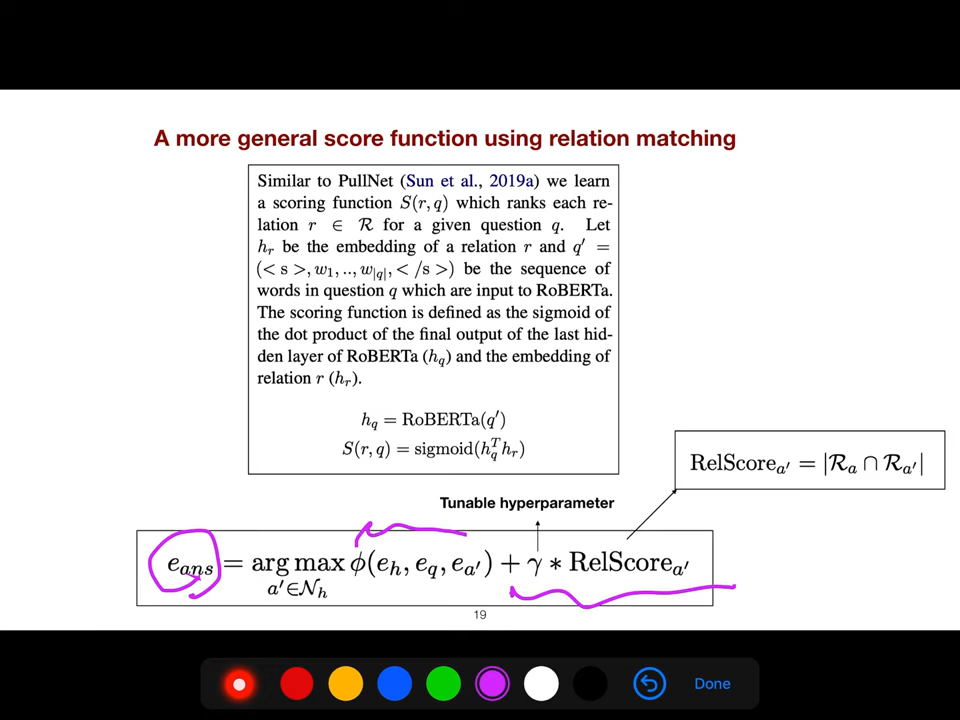 A more general score function using relation matching
Similar to PullNet (Sun et al., 2019a) we learn
a scoring function S(r, q) which ranks each re-
lation r ∈ ℛ for a given question q. Let
h_r be the embedding of a relation r and q′ =
(< s >, w_1, .., w_|q|, < /s >) be the sequence of
words in question q which are input to RoBERTa.
The scoring function is defined as the sigmoid of
the dot product of the final output of the last hid-
den layer of RoBERTa (h_q) and the embedding of
relation r (h_r).
h_q = RoBERTa(q′)
S(r, q) = sigmoid(h_q^T h_r)
RelScore_a′ = |ℛ_a ∩ ℛ_a′|
Tunable hyperparameter
e_ans = arg max ϕ(e_h, e_q, e_a′) + γ * RelScore_a′
a′∈𝒩_h
19
Done